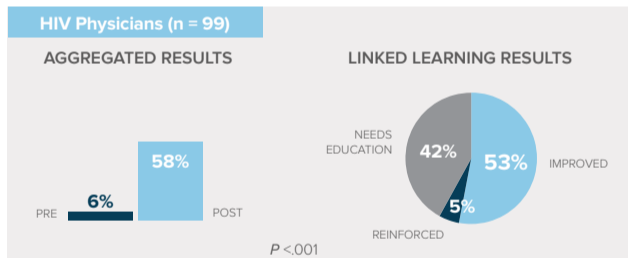 HIV Physicians (n = 99)
AGGREGATED RESULTS
PRE
6%
58%
POST
LINKED LEARNING RESULTS
NEEDS
EDUCATION
42%
53%
IMPROVED
5%
REINFORCED
P <.001